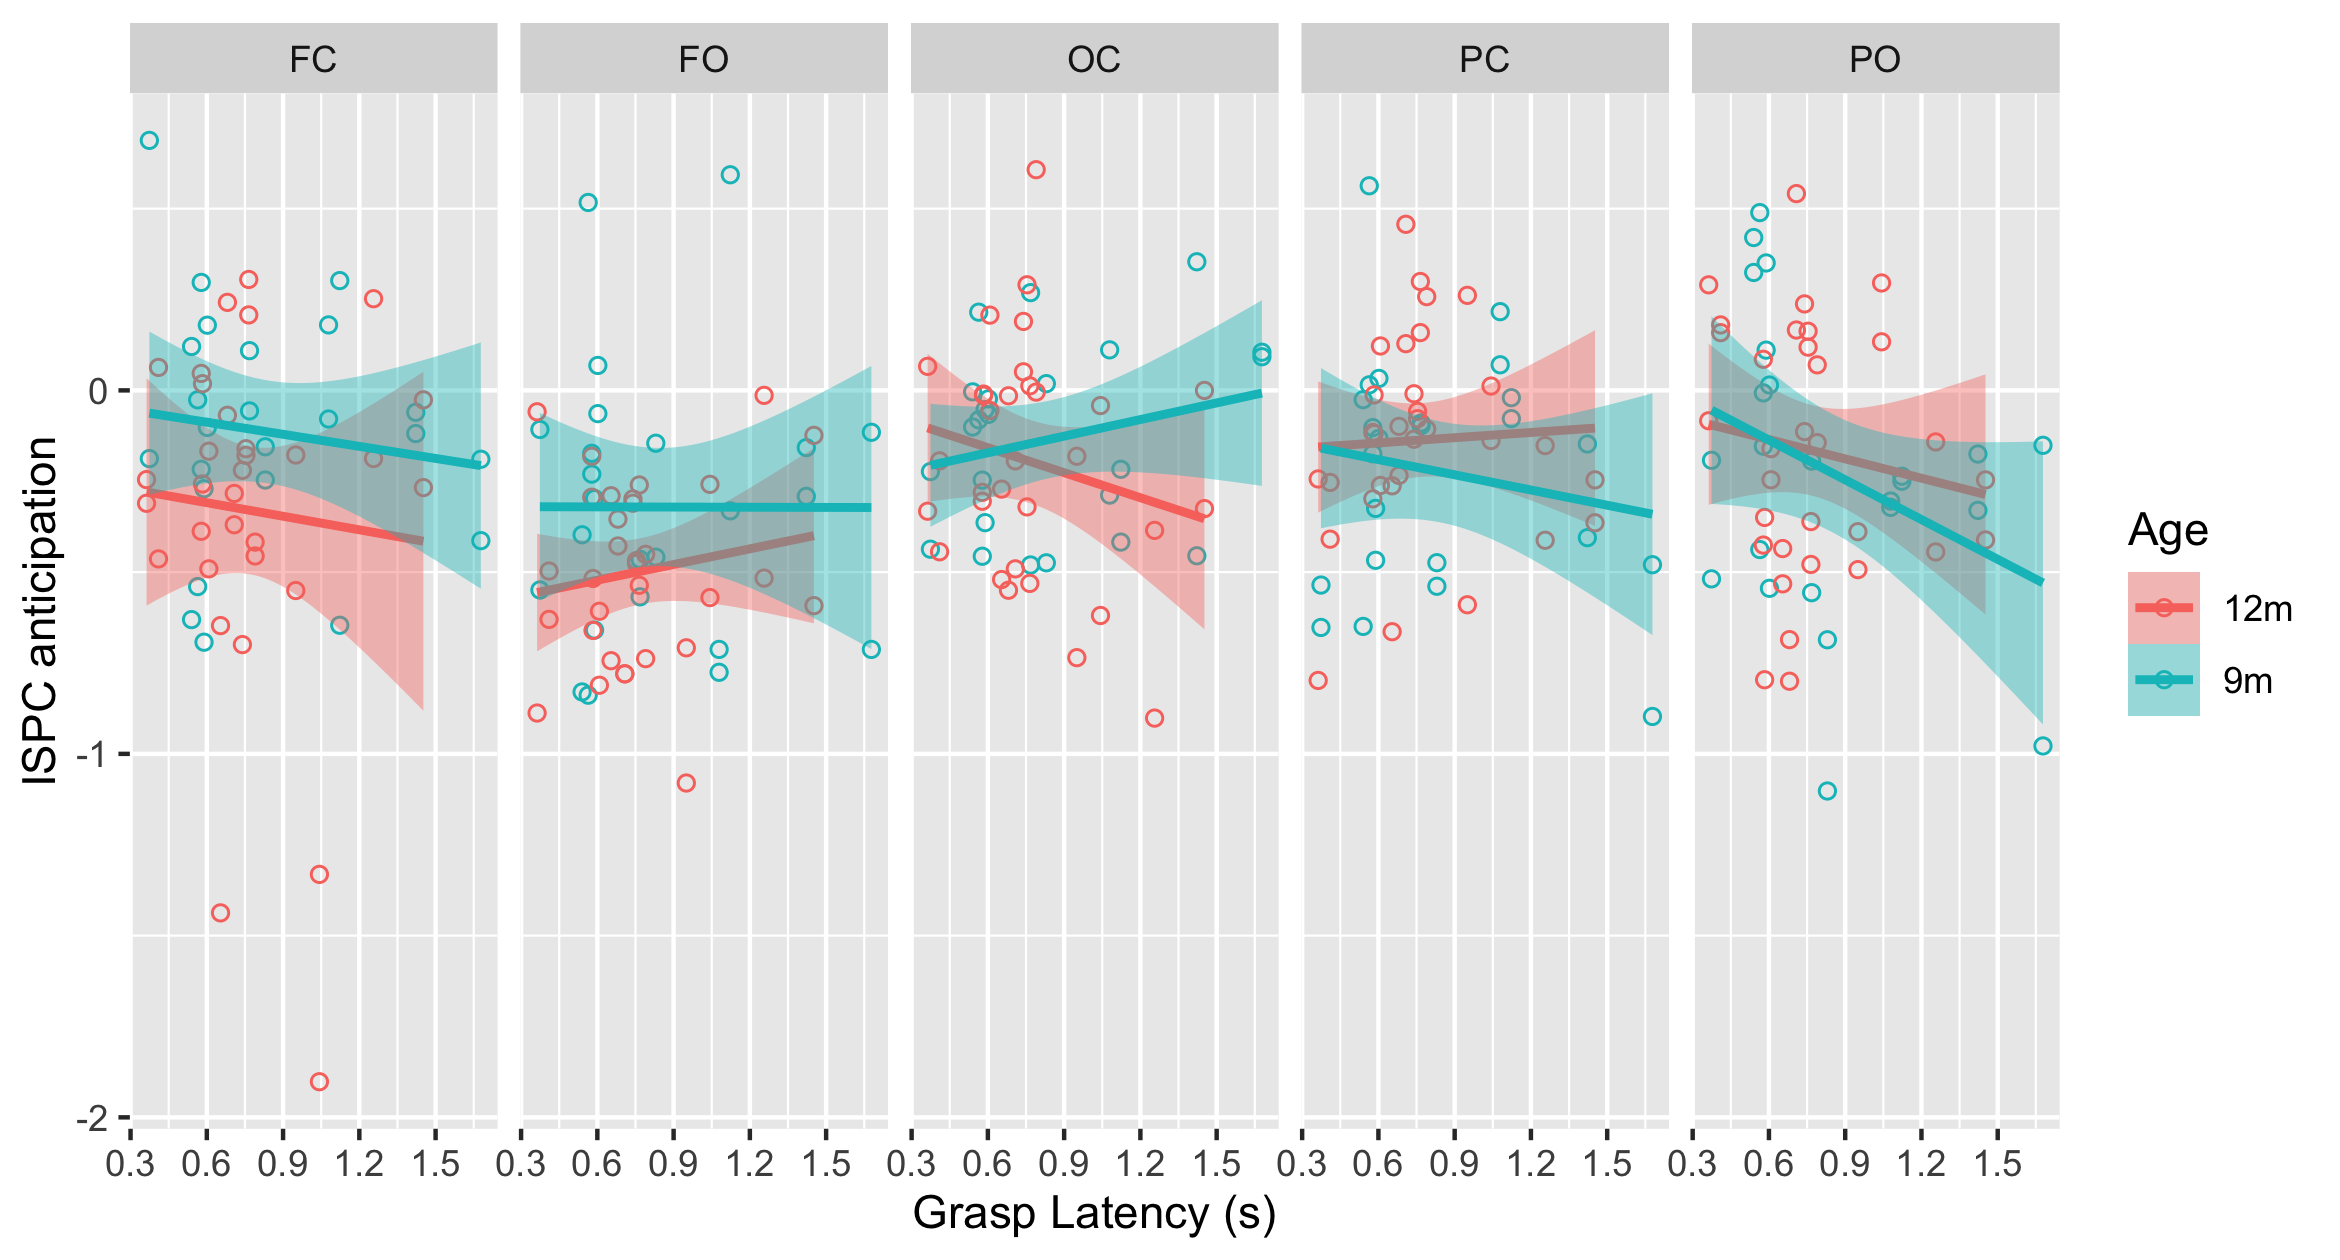 FC FO OC PC PO
0
-1
-2
ISPC anticipation
0.3 0.6 0.9 1.2 1.5 0.3 0.6 0.9 1.2 1.5 0.3 0.6 0.9 1.2 1.5 0.3 0.6 0.9 1.2 1.5 0.3 0.6 0.9 1.2 1.5
Grasp Latency (s)
Age
12m
9m